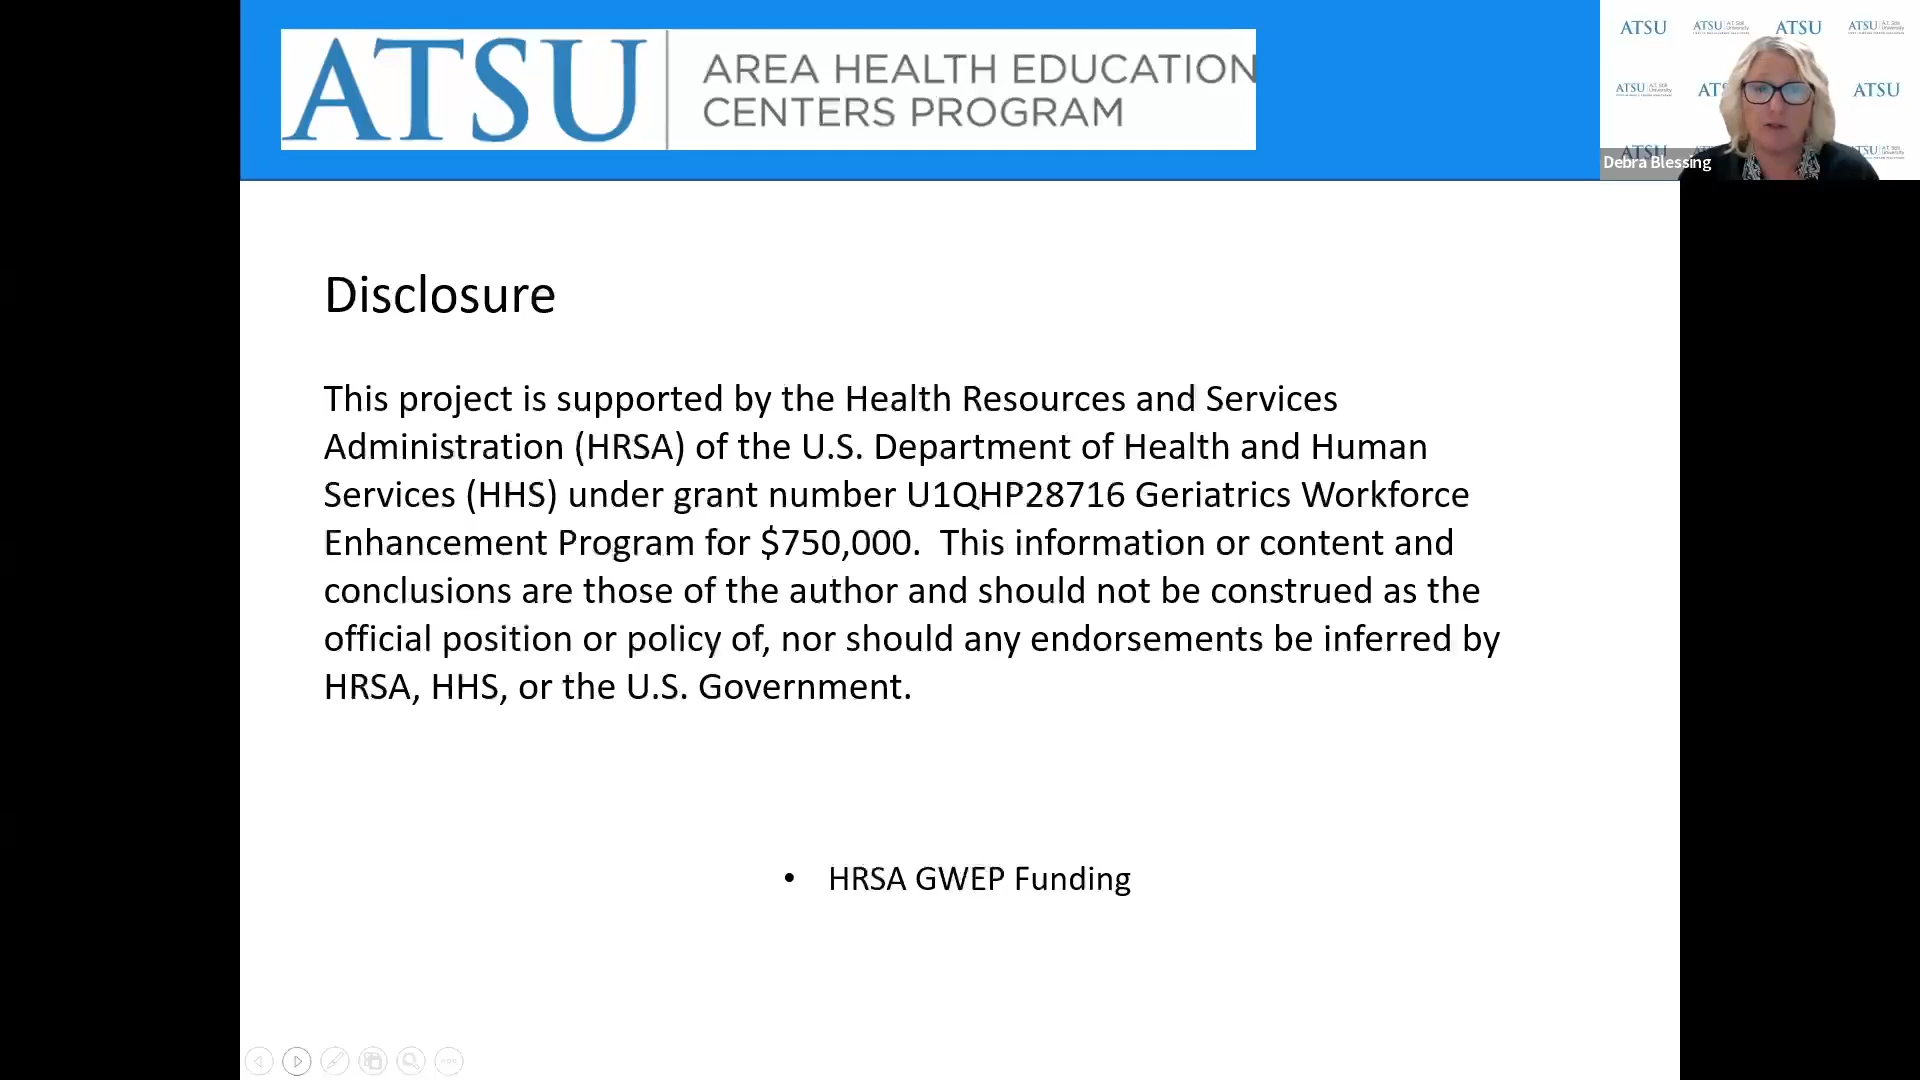 ATSU
AREA HEALTH EDUCATION
CENTERS PROGRAM
ATSU
ATSU
ATSU
ATSU
Debra Blessing
Disclosure
This project is supported by the Health Resources and Services
Administration (HRSA) of the U.S. Department of Health and Human
Services (HHS) under grant number U1QHP28716 Geriatrics Workforce
Enhancement Program for $750,000.  This information or content and
conclusions are those of the author and should not be construed as the
official position or policy of, nor should any endorsements be inferred by
HRSA, HHS, or the U.S. Government.
• HRSA GWEP Funding